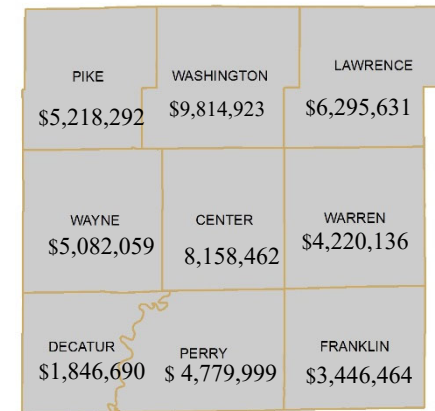 PIKE
$5,218,292
WASHINGTON
$9,814,923
LAWRENCE
$6,295,631
WAYNE
$5,082,059
CENTER
8,158,462
WARREN
$4,220,136
DECATUR
$1,846,690
PERRY
$ 4,779,999
FRANKLIN
$3,446,464